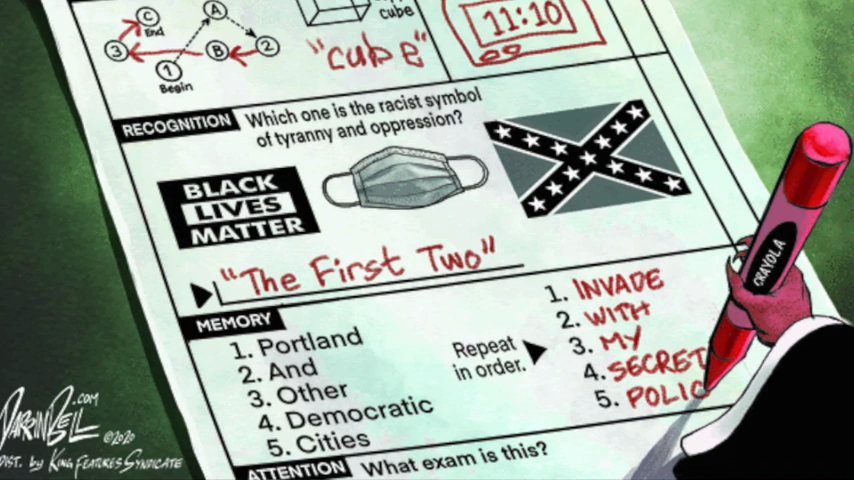 C
End
A
3
B
2
1
Begin
cube
"cube"
11:10
RECOGNITION Which one is the racist symbol
of tyranny and oppression?
BLACK
LIVES
MATTER
"The First Two"
MEMORY
1. Portland
2. And
3. Other
4. Democratic
5. Cities
Repeat
in order.
1. INVADE
2. WITH
3. MY
4. SECRET
5. POLIC
CRAYOLA
ATTENTION What exam is this?
DARRINBELL.COM
©2020
DIST. by KING FEATURES SYNDICATE